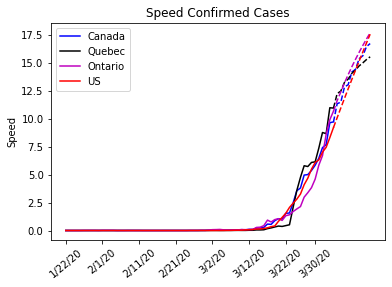 Speed Confirmed Cases
Canada
Quebec
Ontario
US
Speed
17.5
15.0
12.5
10.0
7.5
5.0
2.5
0.0
1/22/20
2/1/20
2/11/20
2/21/20
3/2/20
3/12/20
3/22/20
3/30/20